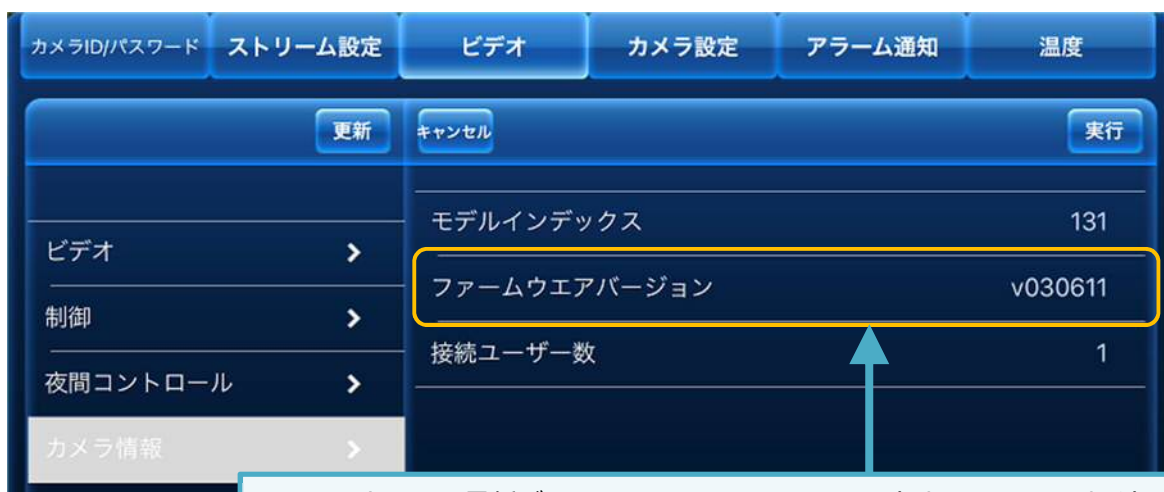 カメラID/パスワード ストリーム設定 ビデオ カメラ設定 アラーム通知 温度
更新 キャンセル 実行
モデルインデックス 131
ビデオ
ファームウエアバージョン v030611
制御
接続ユーザー数 1
夜間コントロール
カメラ情報